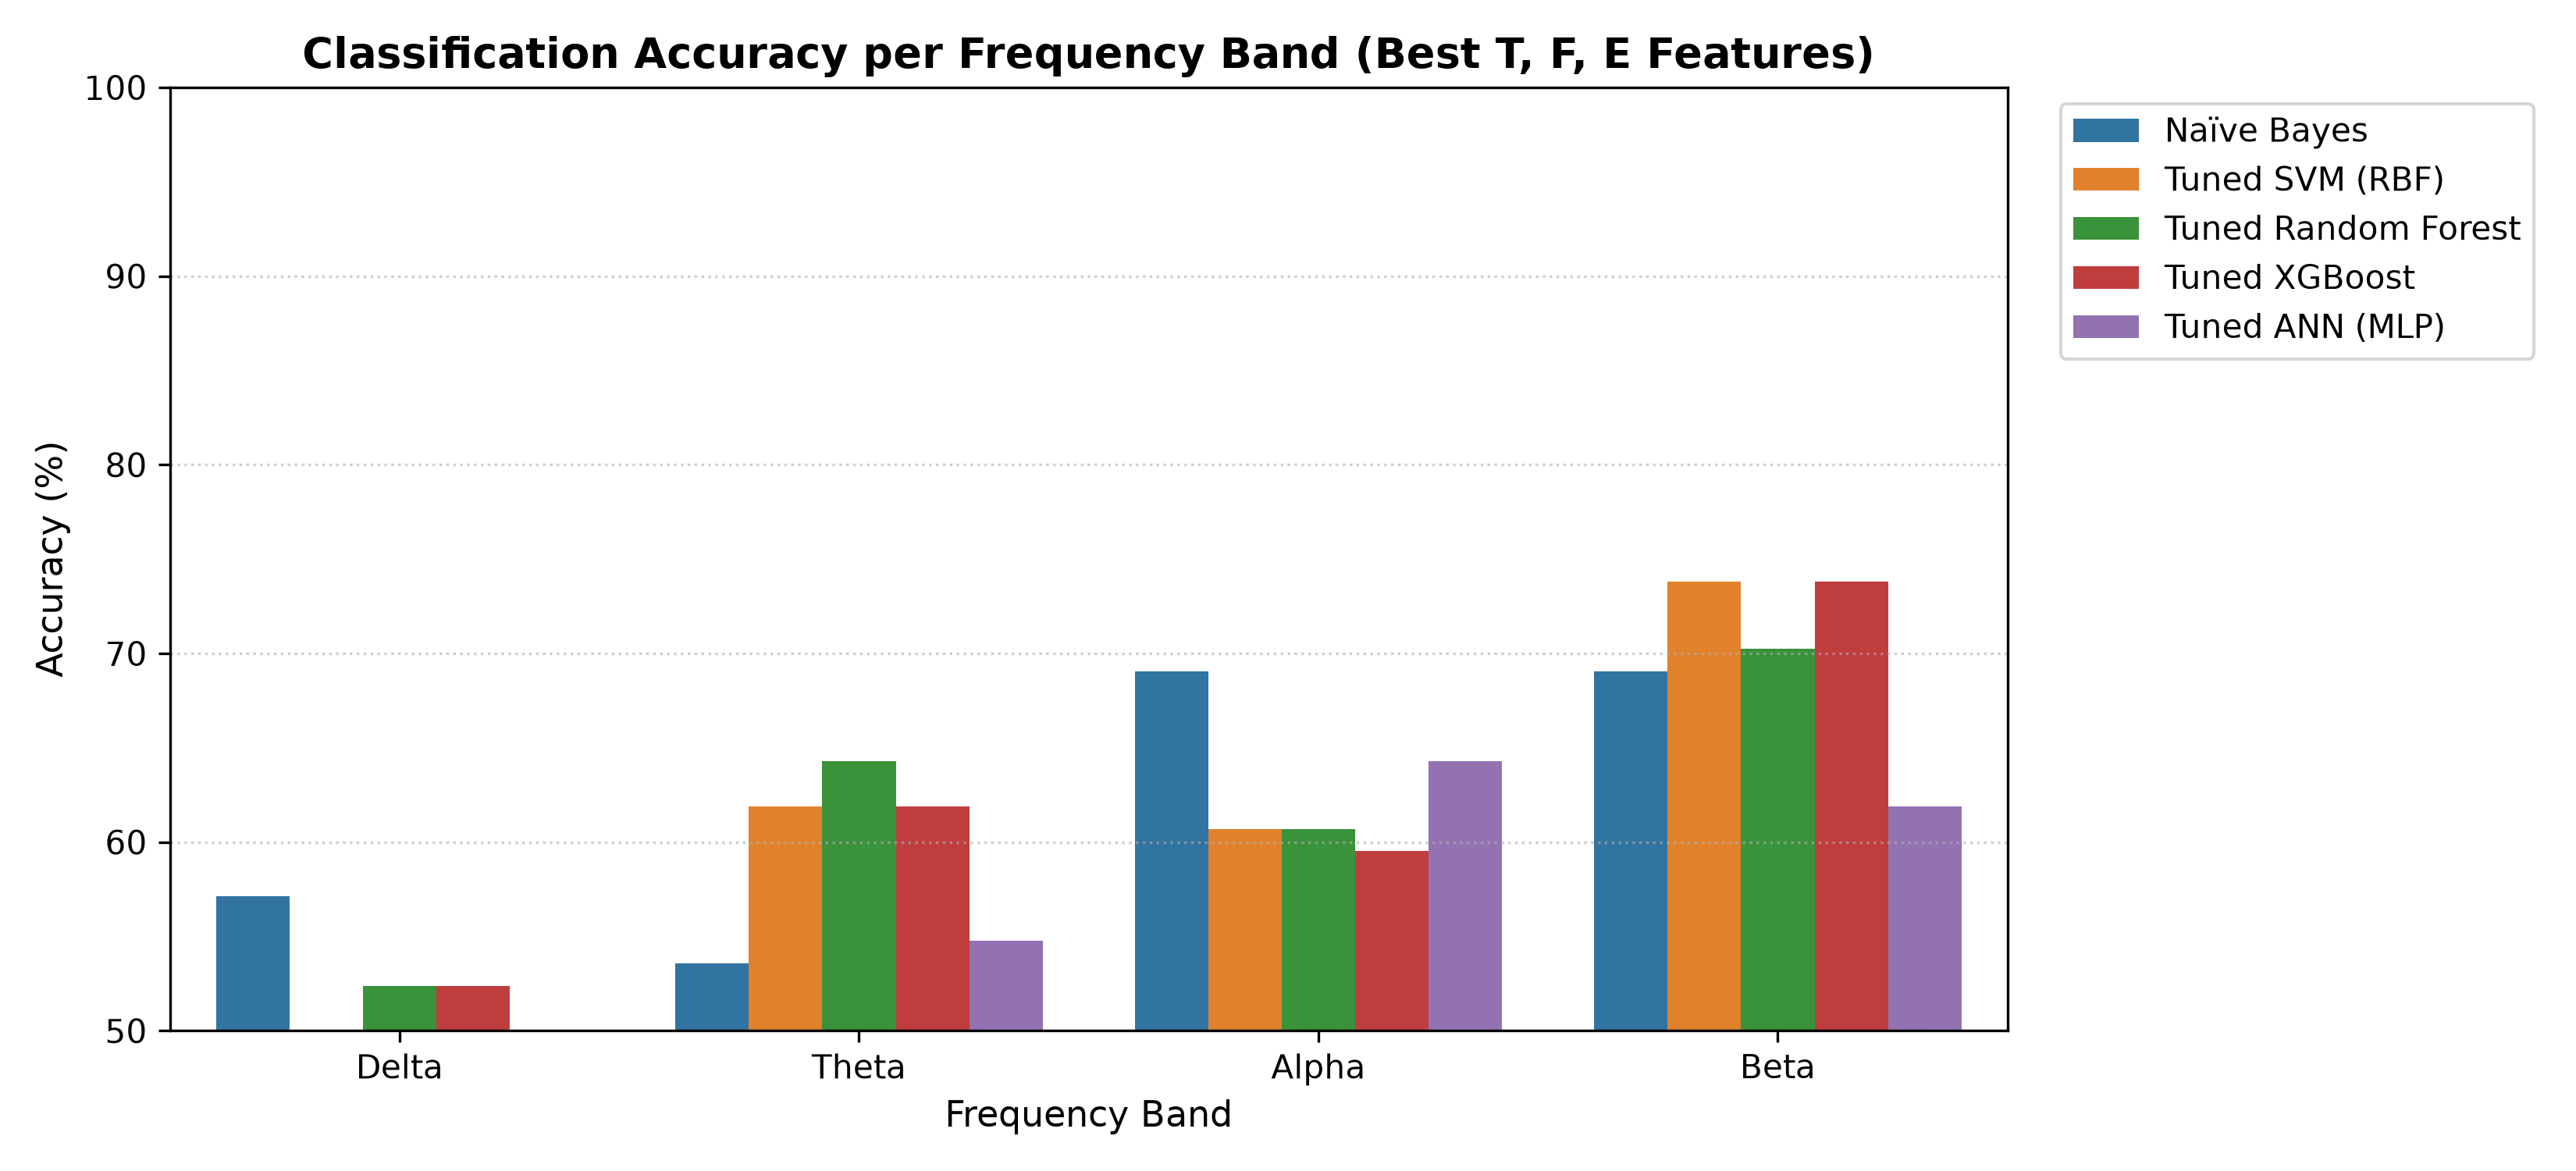 Classification Accuracy per Frequency Band (Best T, F, E Features)
100
90
80
70
60
50
Accuracy (%)
Delta
Theta
Alpha
Beta
Frequency Band
Naïve Bayes
Tuned SVM (RBF)
Tuned Random Forest
Tuned XGBoost
Tuned ANN (MLP)